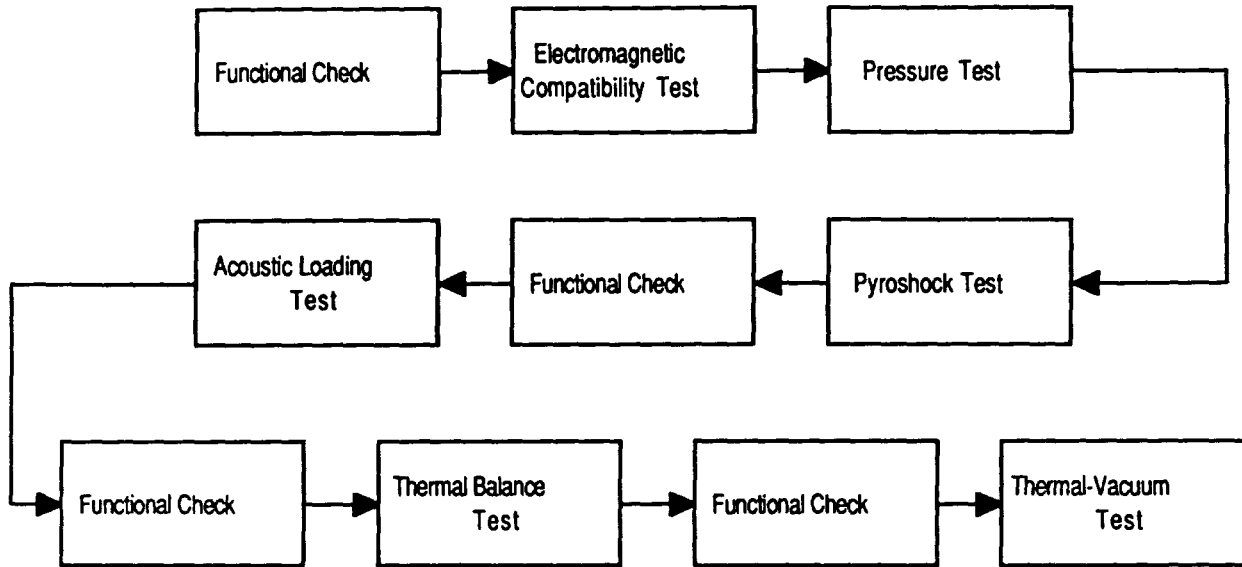 Functional Check
Electromagnetic
Compatibility Test
Pressure Test
Acoustic Loading
Test
Functional Check
Pyroshock Test
Functional Check
Thermal Balance
Test
Functional Check
Thermal-Vacuum
Test